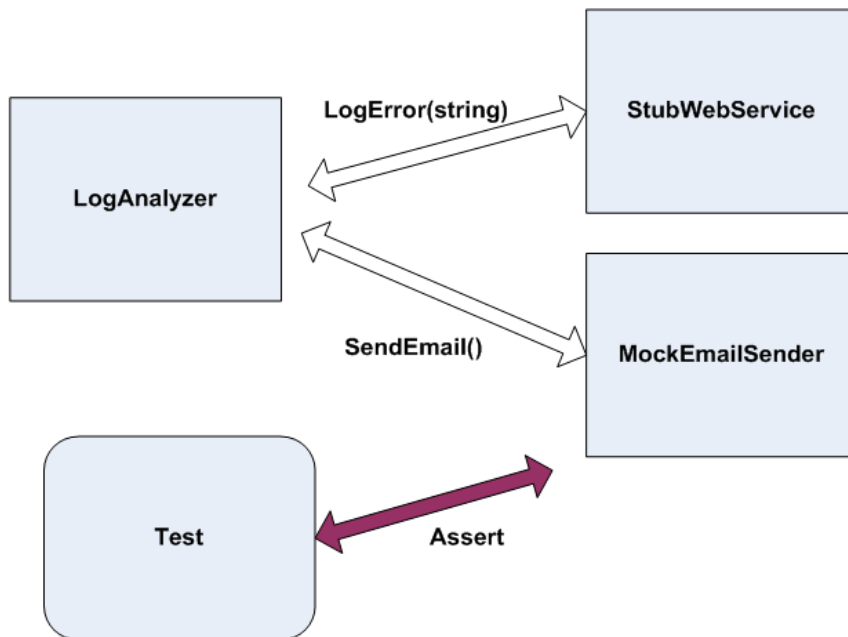 LogAnalyzer
LogError(string)
StubWebService
SendEmail()
MockEmailSender
Test
Assert